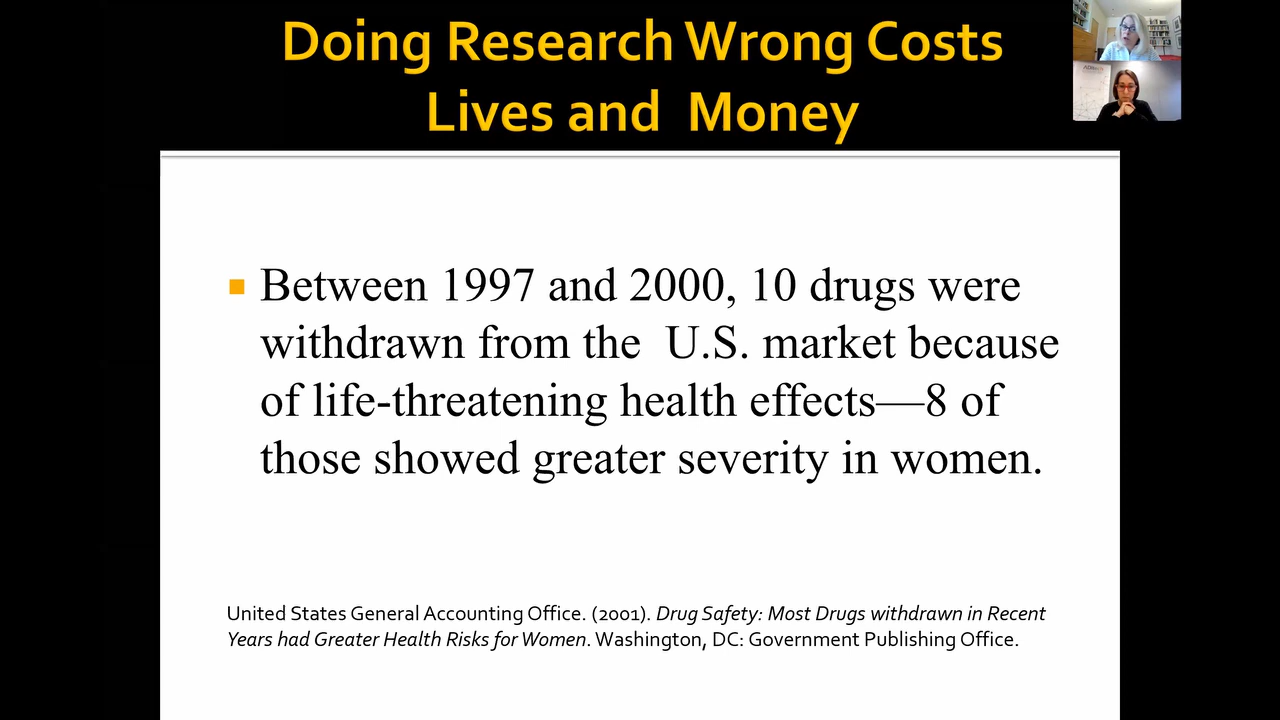 Doing Research Wrong Costs
Lives and Money
Between 1997 and 2000, 10 drugs were
withdrawn from the U.S. market because
of life-threatening health effects—8 of
those showed greater severity in women.
United States General Accounting Office. (2001). Drug Safety: Most Drugs withdrawn in Recent
Years had Greater Health Risks for Women. Washington, DC: Government Publishing Office.